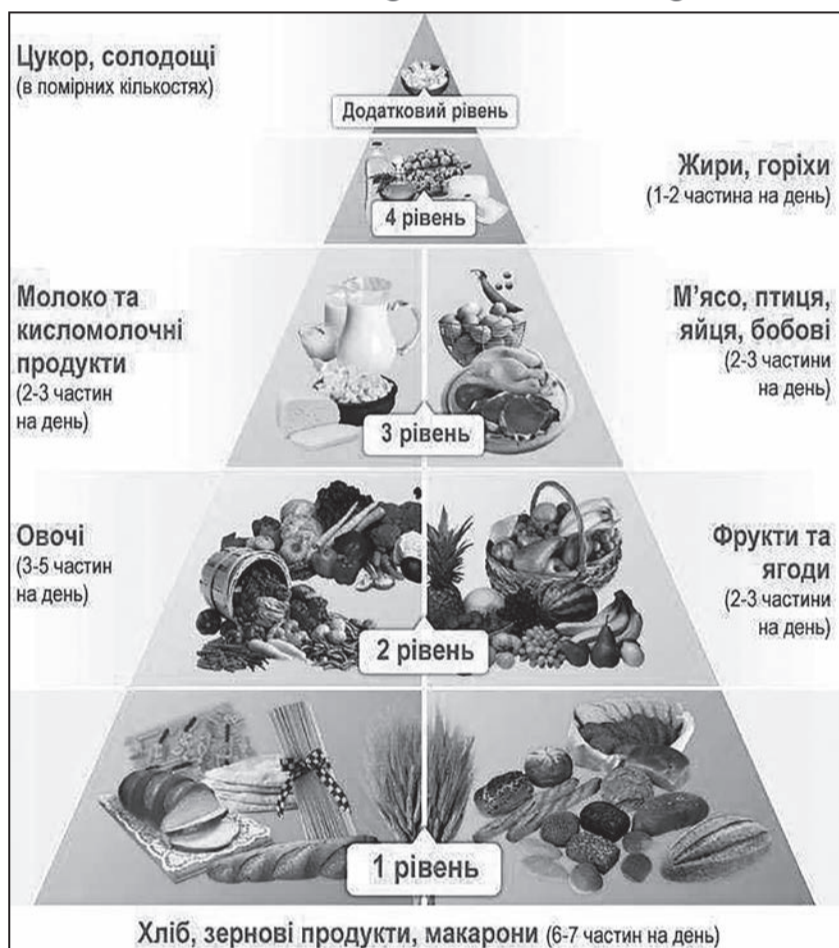 Цукор, солодощі
(в помірних кількостях)
Додатковий рівень
Жири, горіхи
(1-2 частина на день)
4 рівень
Молоко та
кисломолочні
продукти
(2-3 частин
на день)
М’ясо, птиця,
яйця, бобові
(2-3 частини
на день)
3 рівень
Овочі
(3-5 частин
на день)
Фрукти та
ягоди
(2-3 частини
на день)
2 рівень
1 рівень
Хліб, зернові продукти, макарони (6-7 частин на день)